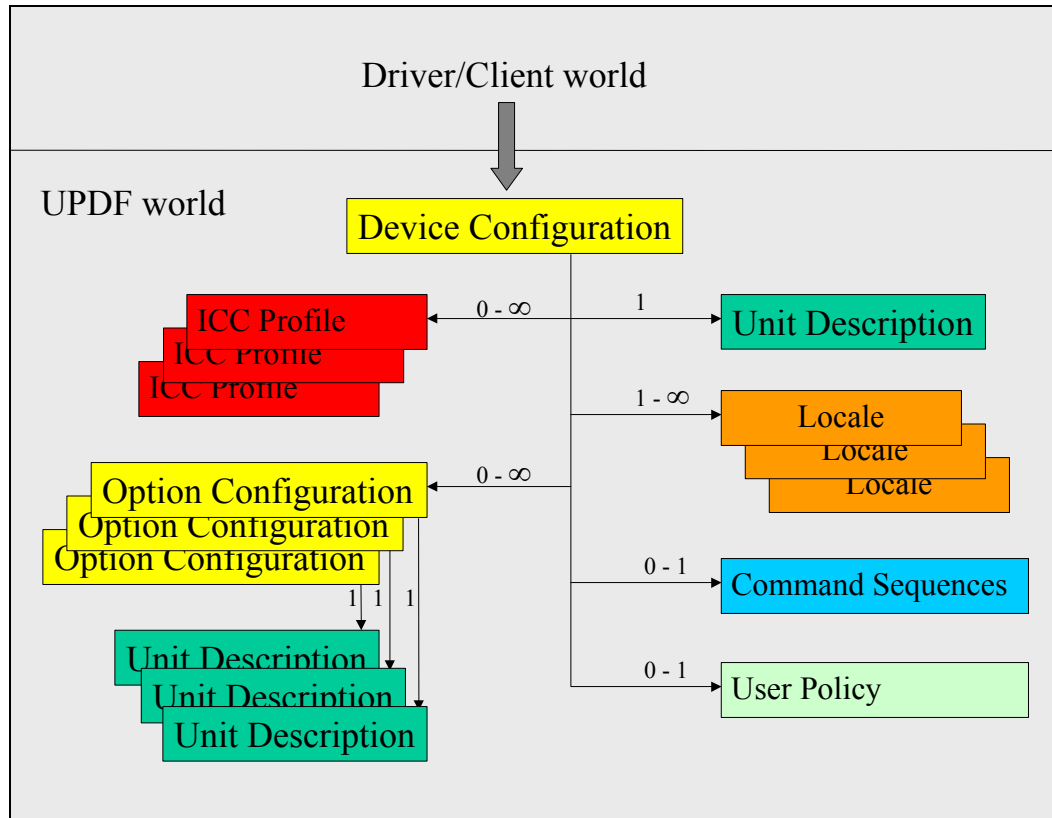 Driver/Client world
UPDF world
Device Configuration
0 - ∞
1
ICC Profile
ICC Profile
ICC Profile
Unit Description
1 - ∞
Locale
Locale
Locale
0 - ∞
Option Configuration
Option Configuration
Option Configuration
0 - 1
Command Sequences
1 1 1
Unit Description
Unit Description
Unit Description
0 - 1
User Policy